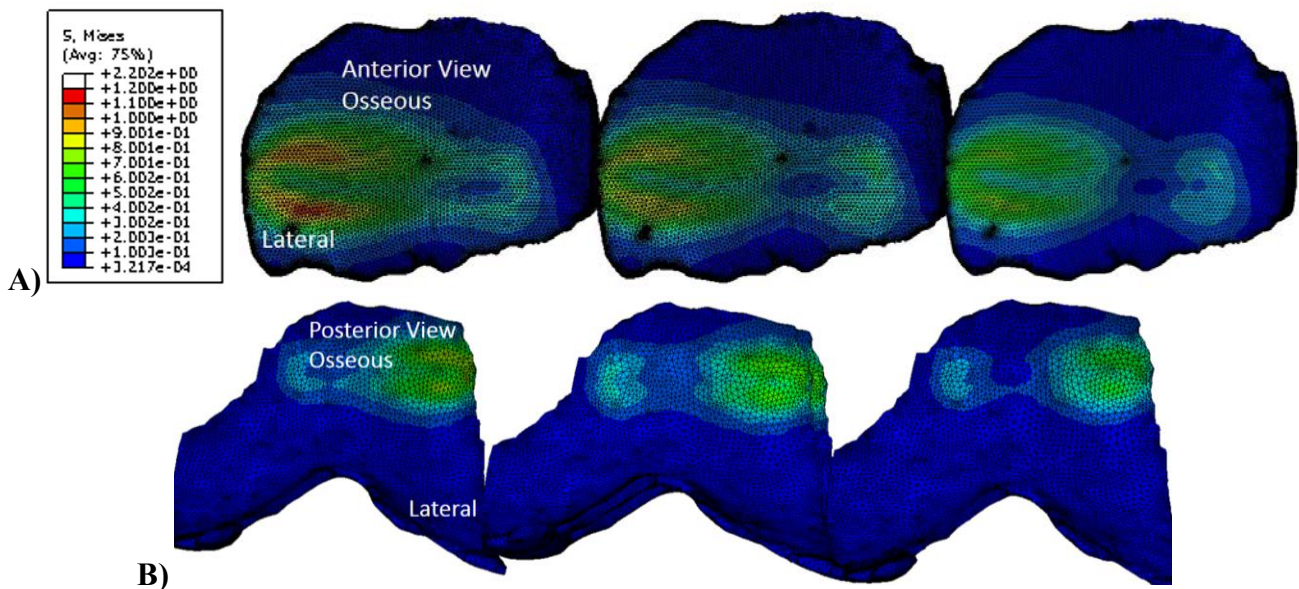 S, Mises
(Avg: 75%)
+2.202e+00
+1.200e+00
+1.100e+00
+1.000e+00
+9.001e-01
+8.001e-01
+7.001e-01
+6.002e-01
+5.002e-01
+4.002e-01
+3.002e-01
+2.003e-01
+1.003e-01
+3.217e-04
Anterior View
Osseous
Lateral
A)
Posterior View
Osseous
Lateral
B)